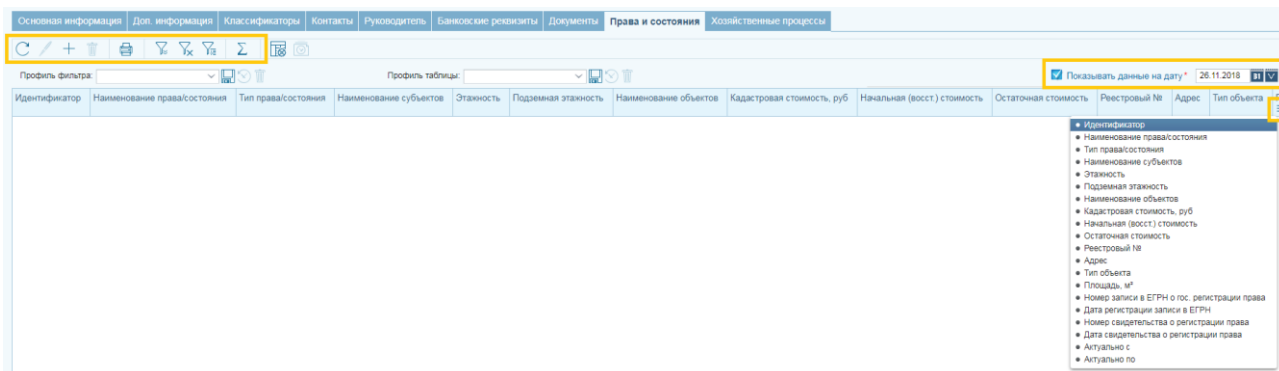 Основная информация Доп. информация Классификаторы Контакты Руководитель Банковские реквизиты Документы Права и состояния Хозяйственные процессы
Профиль фильтра: Профиль таблицы: Показывать данные на дату* 26.11.2018
Идентификатор Наименование права/состояния Тип права/состояния Наименование субъектов Этажность Подземная этажность Наименование объектов Кадастровая стоимость, руб Начальная (восст.) стоимость Остаточная стоимость Реестровый № Адрес Тип объекта
Идентификатор
Наименование права/состояния
Тип права/состояния
Наименование субъектов
Этажность
Подземная этажность
Наименование объектов
Кадастровая стоимость, руб
Начальная (восст.) стоимость
Остаточная стоимость
Реестровый №
Адрес
Тип объекта
Площадь, м²
Номер записи в ЕГРН о гос. регистрации права
Дата регистрации записи в ЕГРН
Номер свидетельства о регистрации права
Дата свидетельства о регистрации права
Актуально с
Актуально по